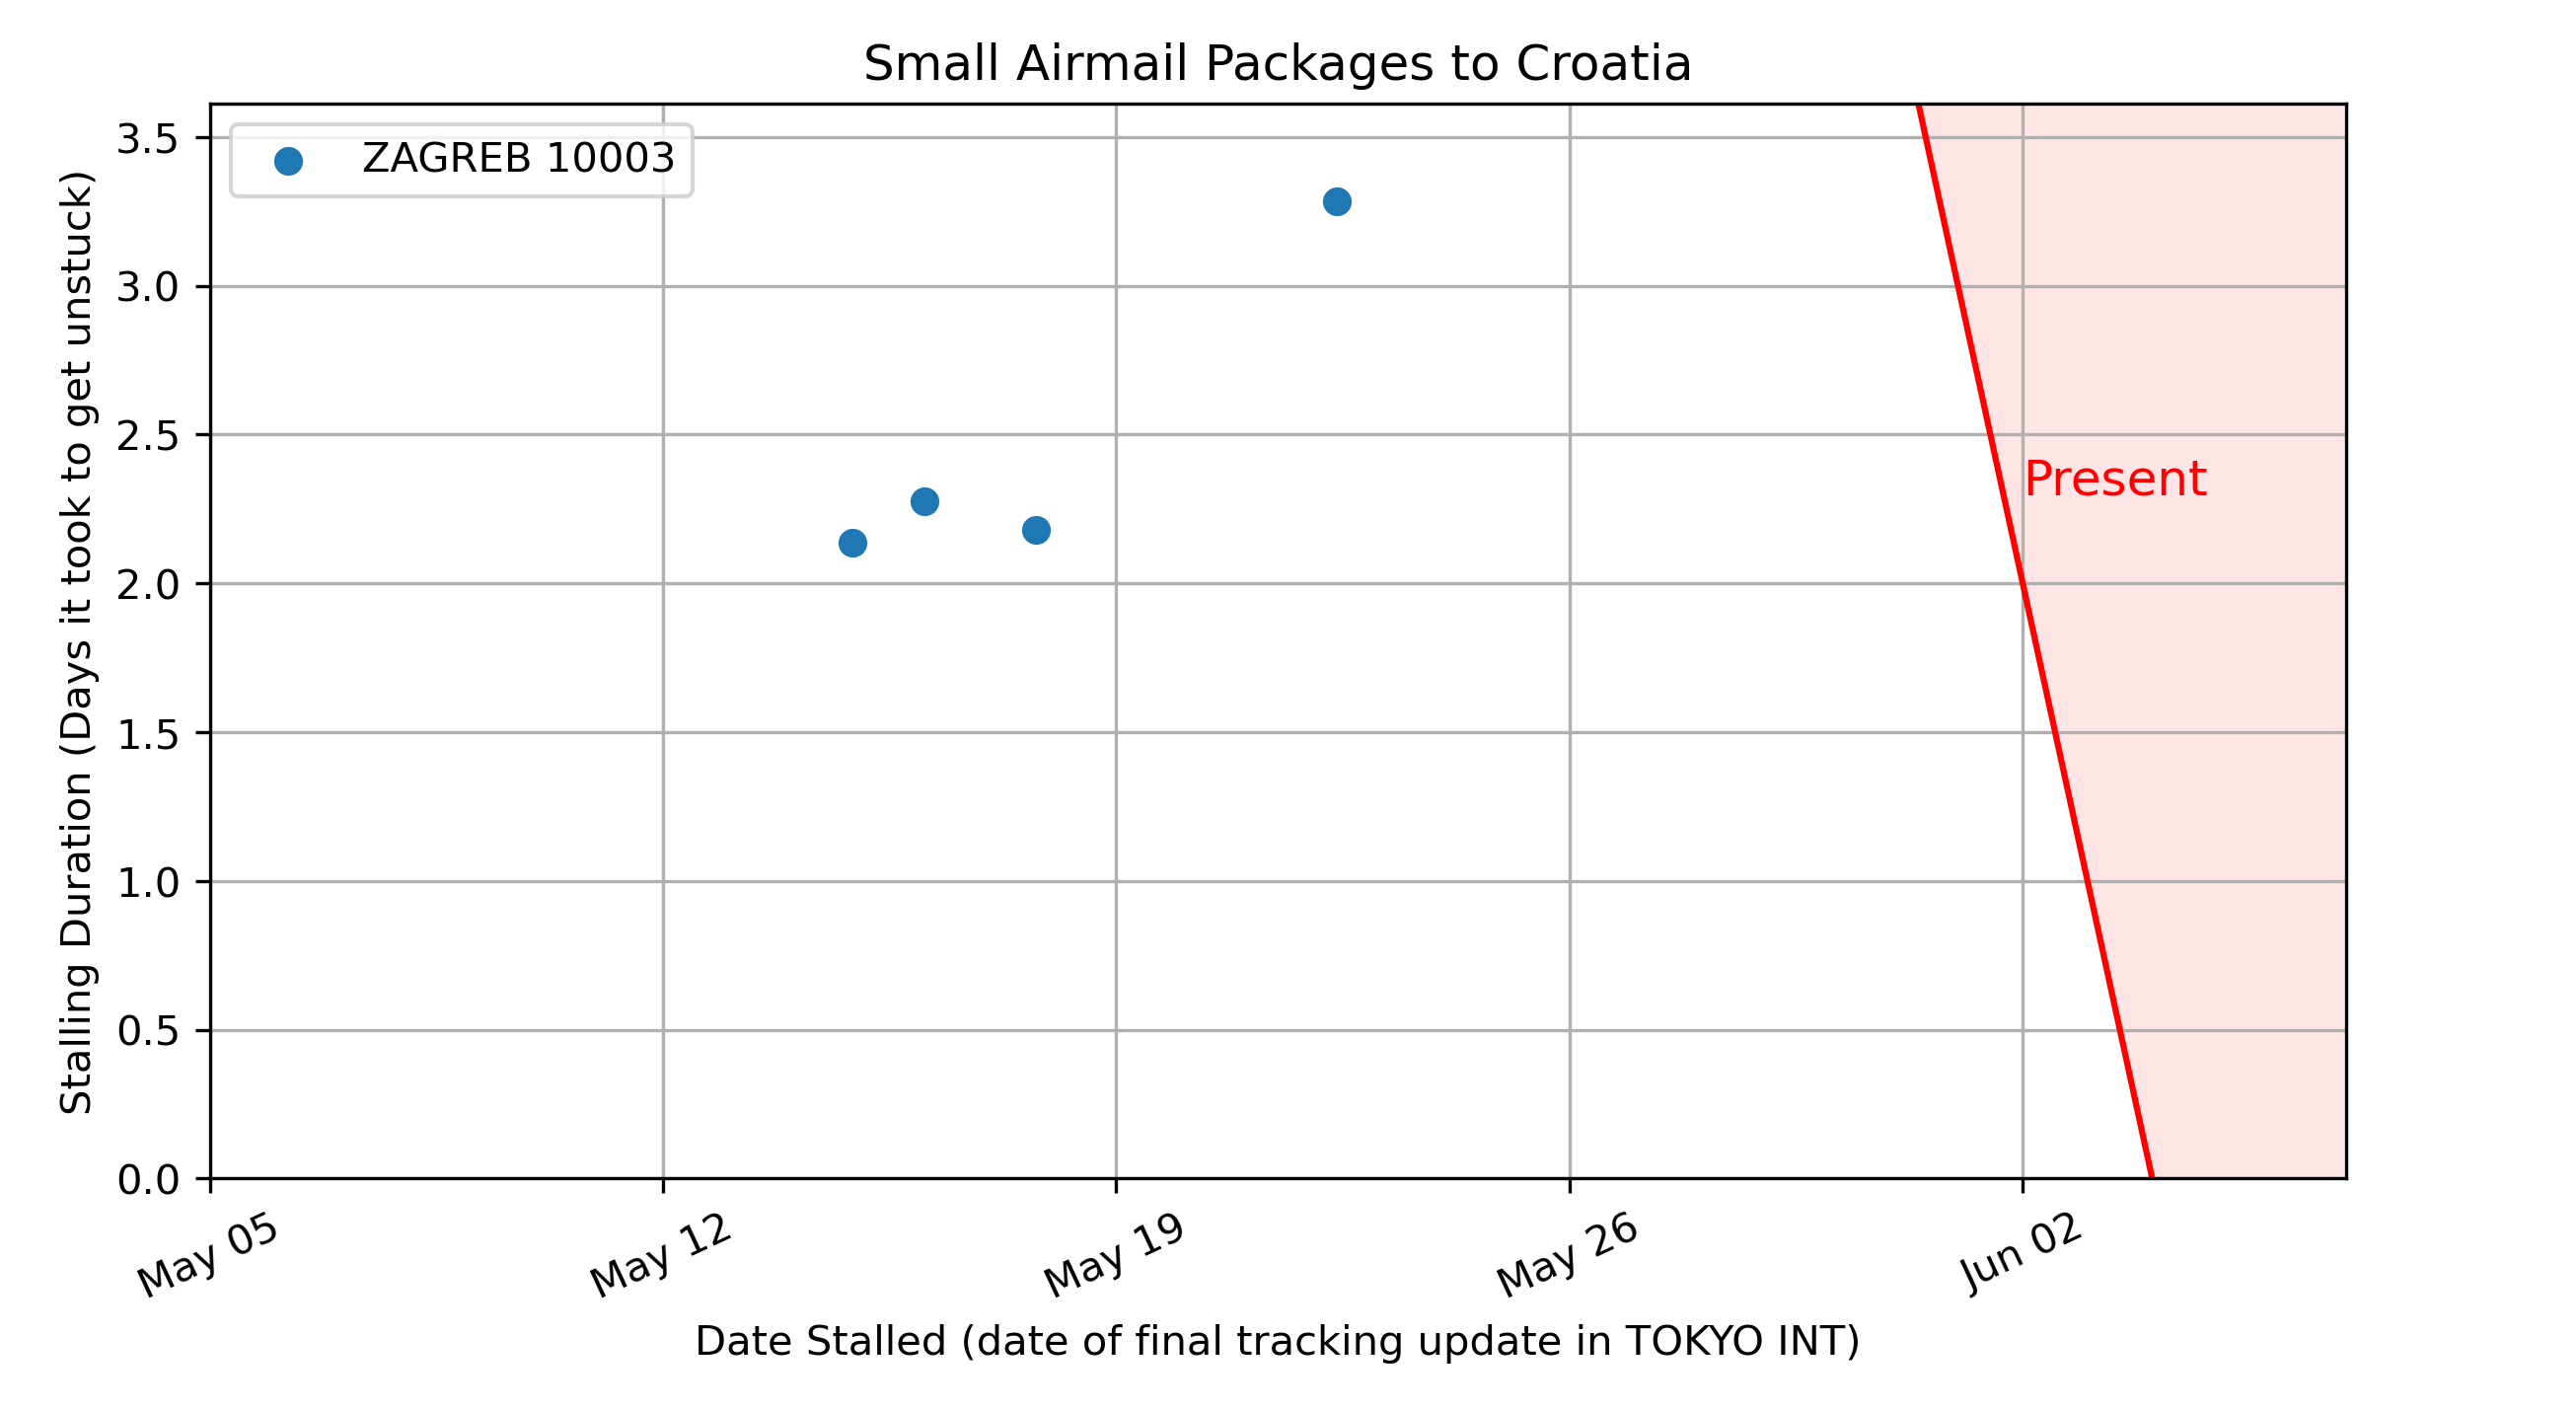 Small Airmail Packages to Croatia
ZAGREB 10003
Present
Stalling Duration (Days it took to get unstuck)
3.5
3.0
2.5
2.0
1.5
1.0
0.5
0.0
May 05
May 12
May 19
May 26
Jun 02
Date Stalled (date of final tracking update in TOKYO INT)